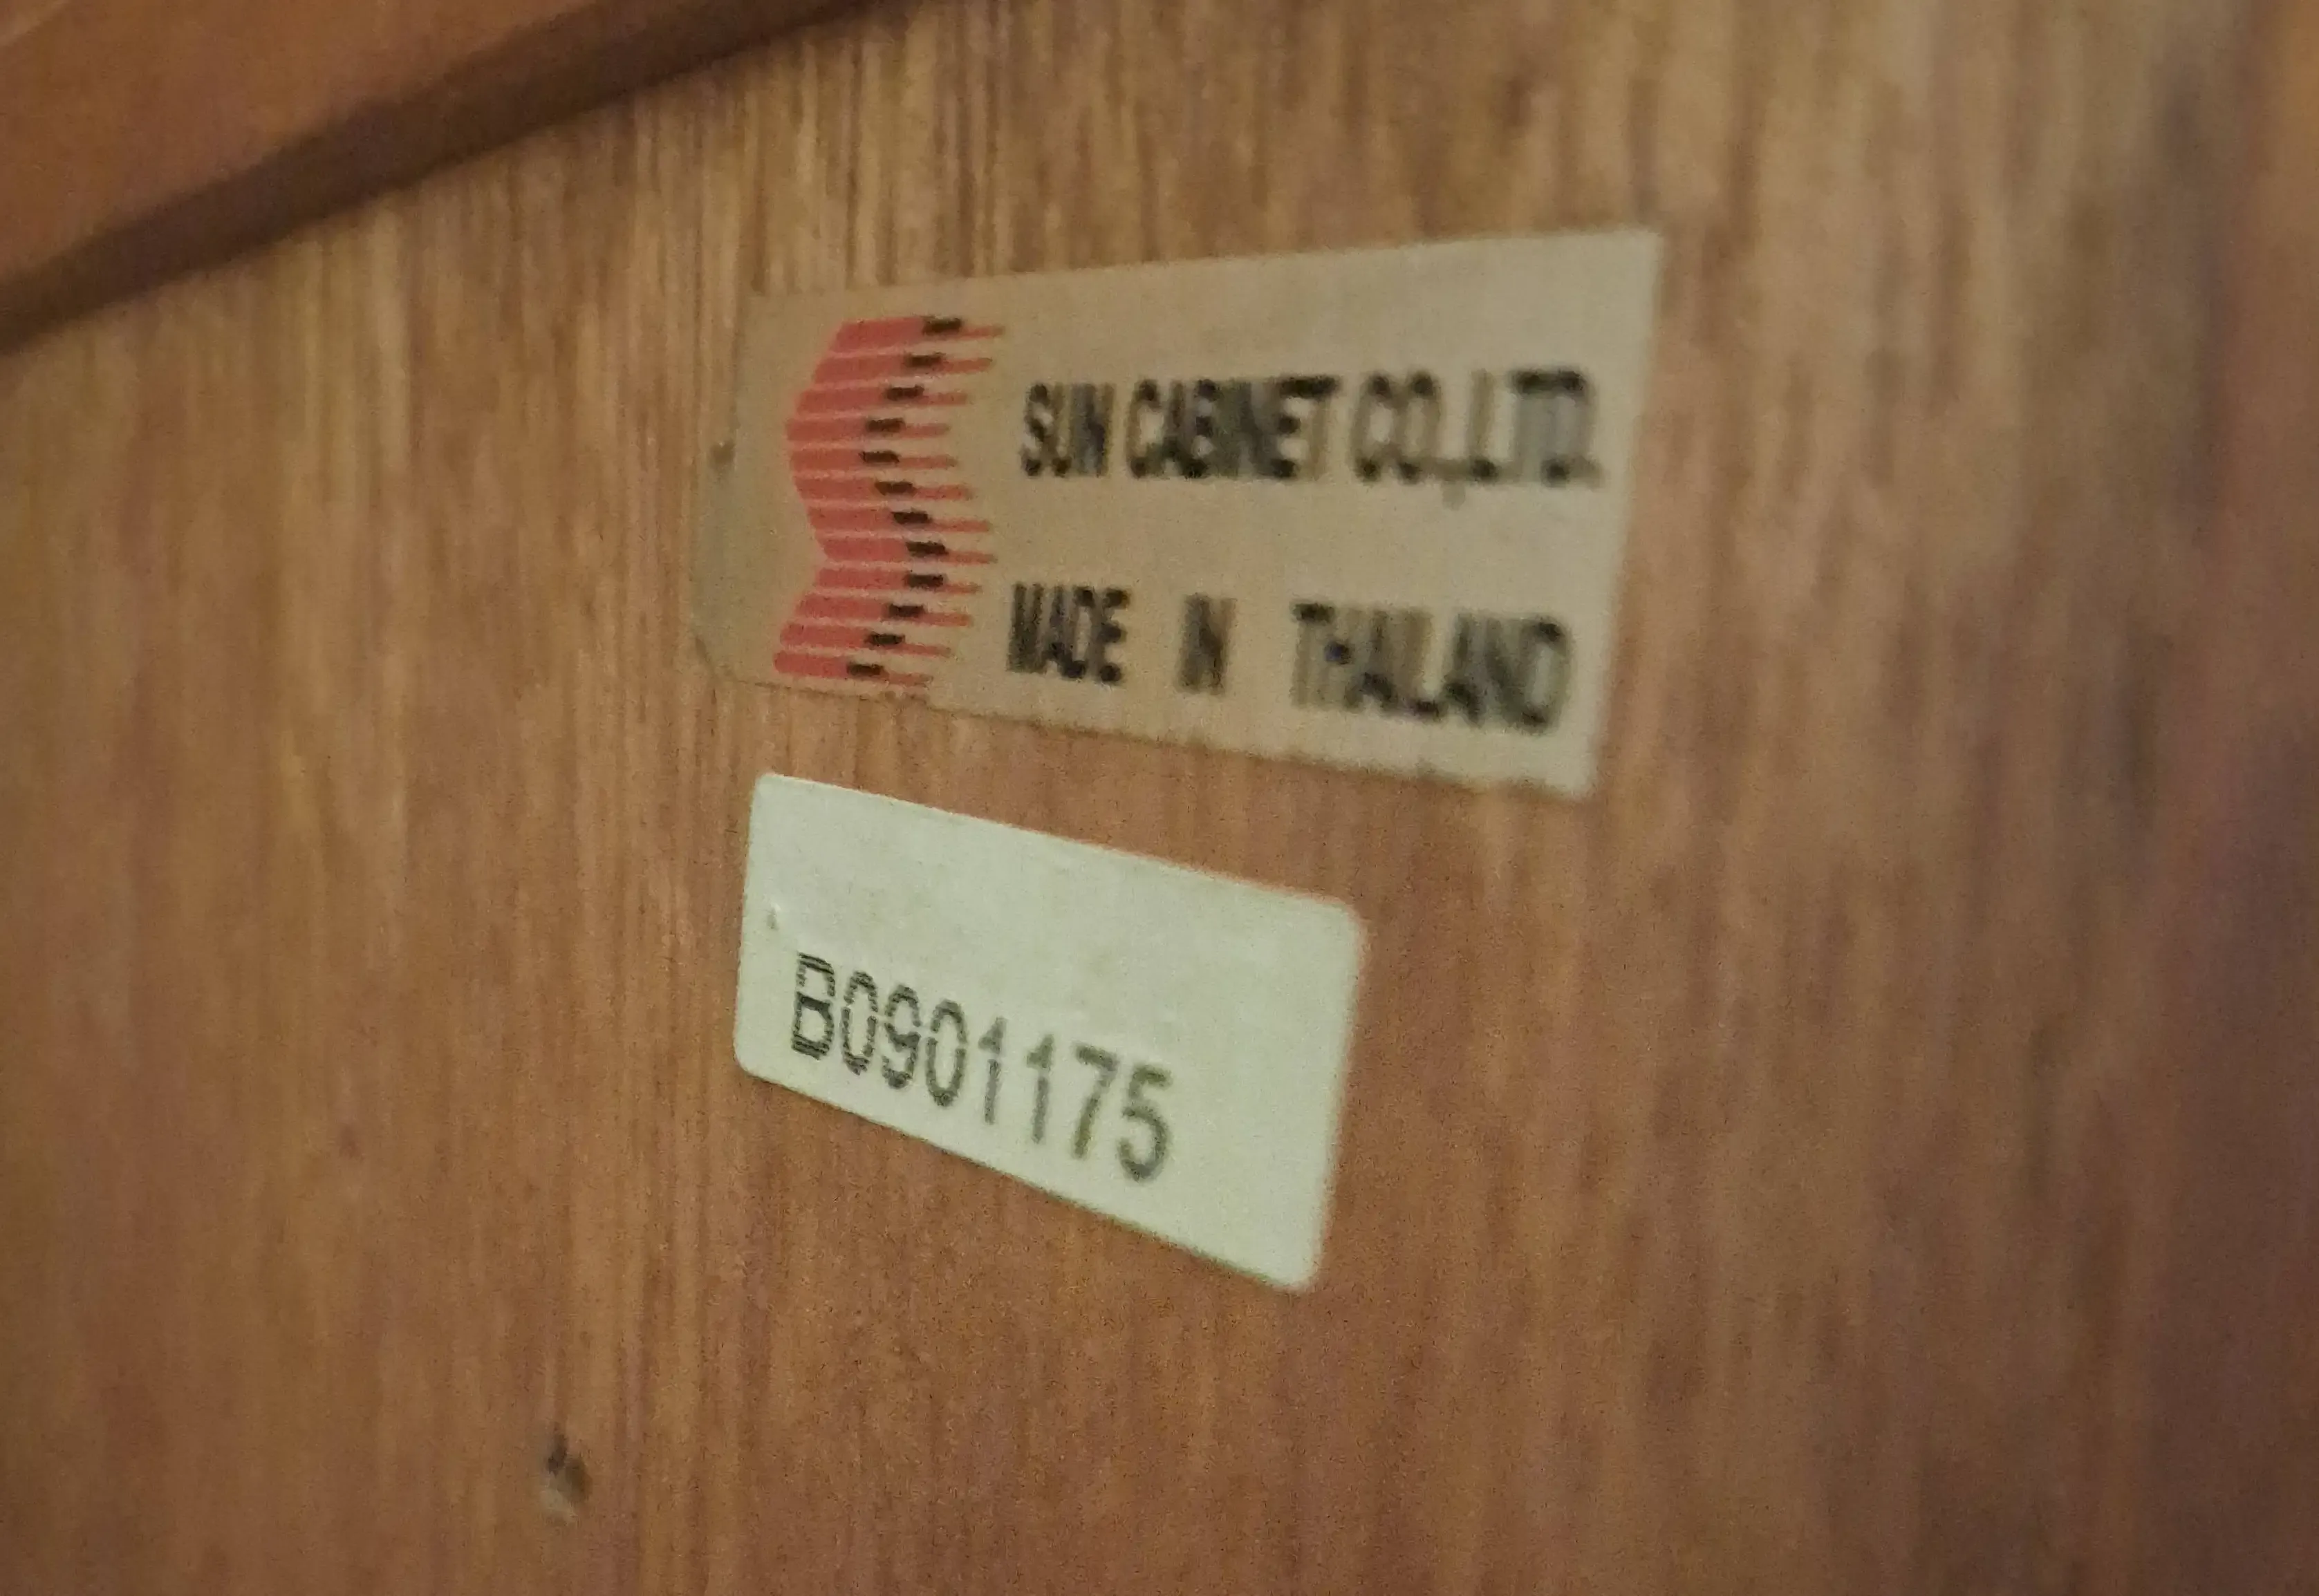 SUN CABINET CO.,LTD.
MADE IN THAILAND
B0901175